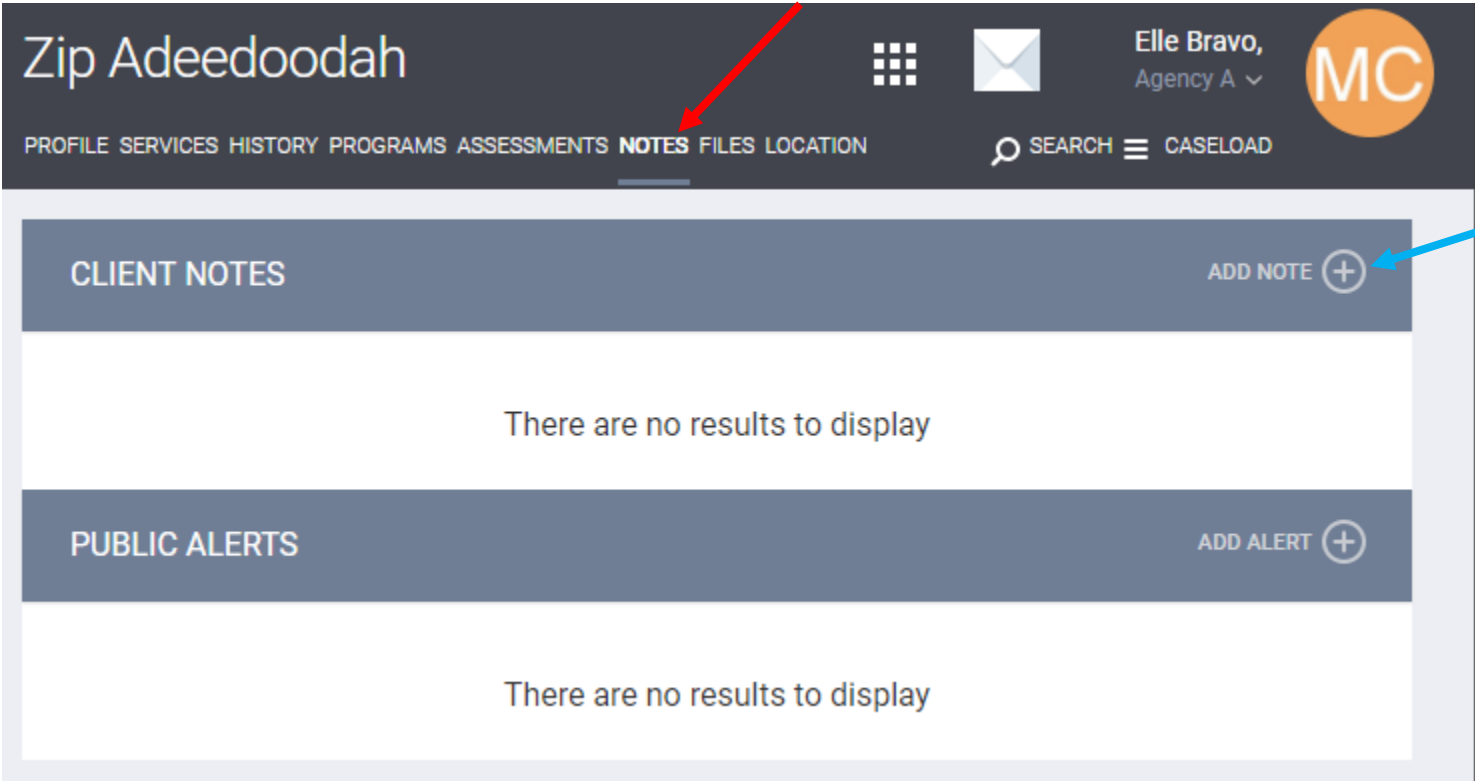 Zip Adeedoodah
Elle Bravo,
Agency A
MC
PROFILE SERVICES HISTORY PROGRAMS ASSESSMENTS NOTES FILES LOCATION
SEARCH CASELOAD
CLIENT NOTES
ADD NOTE
There are no results to display
PUBLIC ALERTS
ADD ALERT
There are no results to display